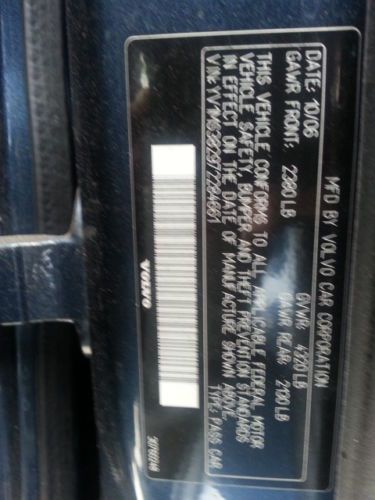 MFD BY VOLVO CAR CORPORATION
DATE: 10/06 GVWR: 4320 LB
GAWR FRONT: 2280 LB GAWR REAR: 2130 LB
THIS VEHICLE CONFORMS TO ALL APPLICABLE FEDERAL MOTOR
VEHICLE SAFETY, BUMPER, AND THEFT PREVENTION STANDARDS
IN EFFECT ON THE DATE OF MANUFACTURE SHOWN ABOVE.
VIN: TYPE: PASS CAR
VOLVO